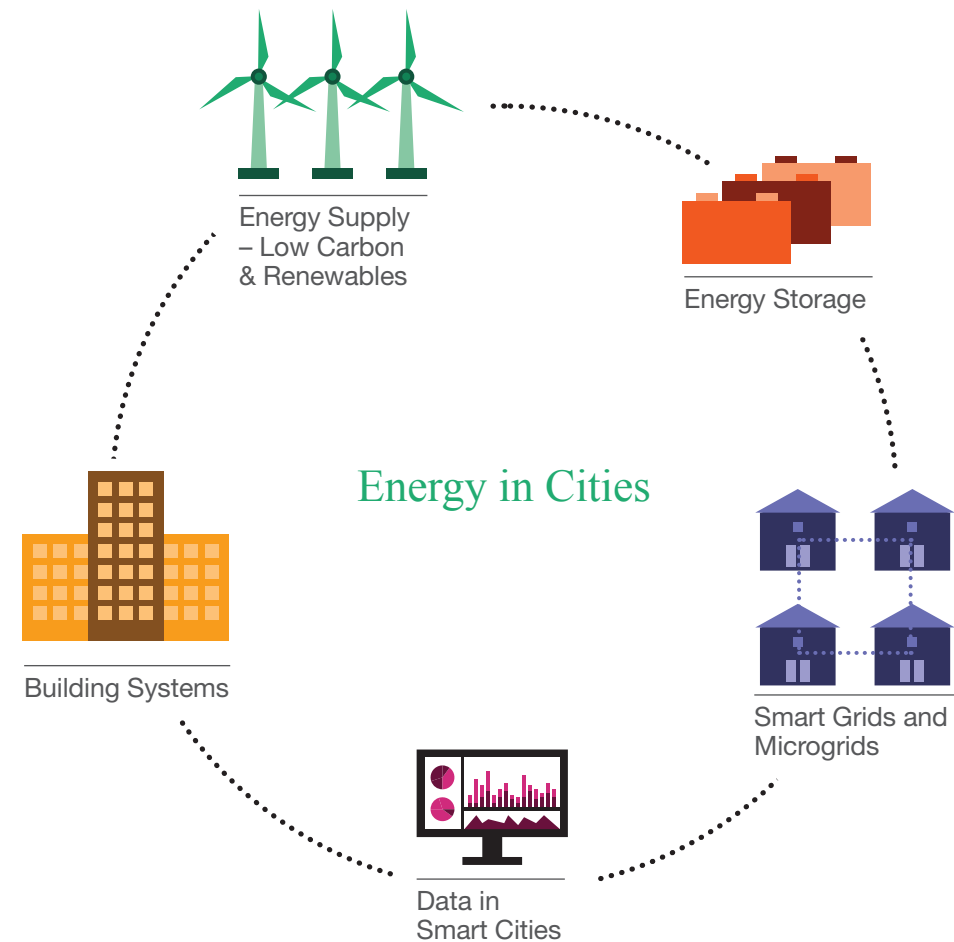 Energy Supply
– Low Carbon
& Renewables
Energy Storage
Energy in Cities
Building Systems
Smart Grids and
Microgrids
Data in
Smart Cities